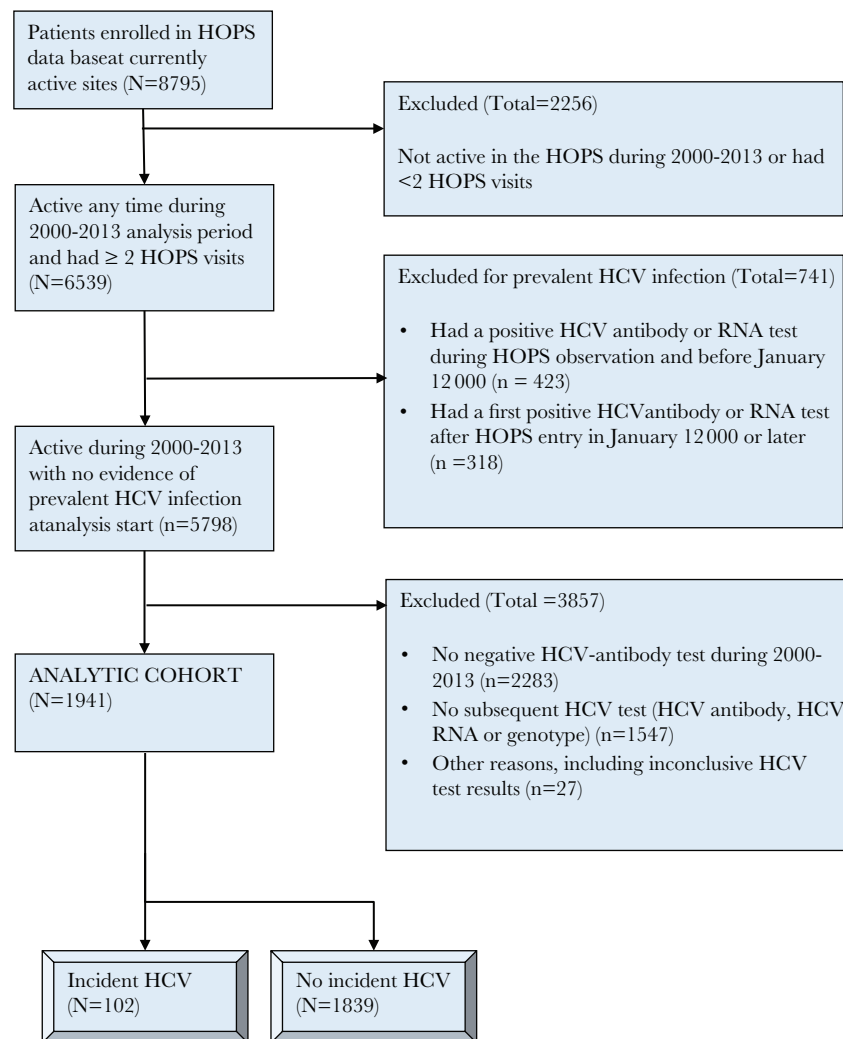 Patients enrolled in HOPS
data baseat currently
active sites (N=8795)
Excluded (Total=2256)
Not active in the HOPS during 2000-2013 or had
<2 HOPS visits
Active any time during
2000-2013 analysis period
and had ≥ 2 HOPS visits
(N=6539)
Excluded for prevalent HCV infection (Total=741)
• Had a positive HCV antibody or RNA test
during HOPS observation and before January
12 000 (n = 423)
• Had a first positive HCVantibody or RNA test
after HOPS entry in January 12 000 or later
(n =318)
Active during 2000-2013
with no evidence of
prevalent HCV infection
atanalysis start (n=5798)
Excluded (Total =3857)
• No negative HCV-antibody test during 2000-
2013 (n=2283)
• No subsequent HCV test (HCV antibody, HCV
RNA or genotype) (n=1547)
• Other reasons, including inconclusive HCV
test results (n=27)
ANALYTIC COHORT
(N=1941)
Incident HCV
(N=102)
No incident HCV
(N=1839)